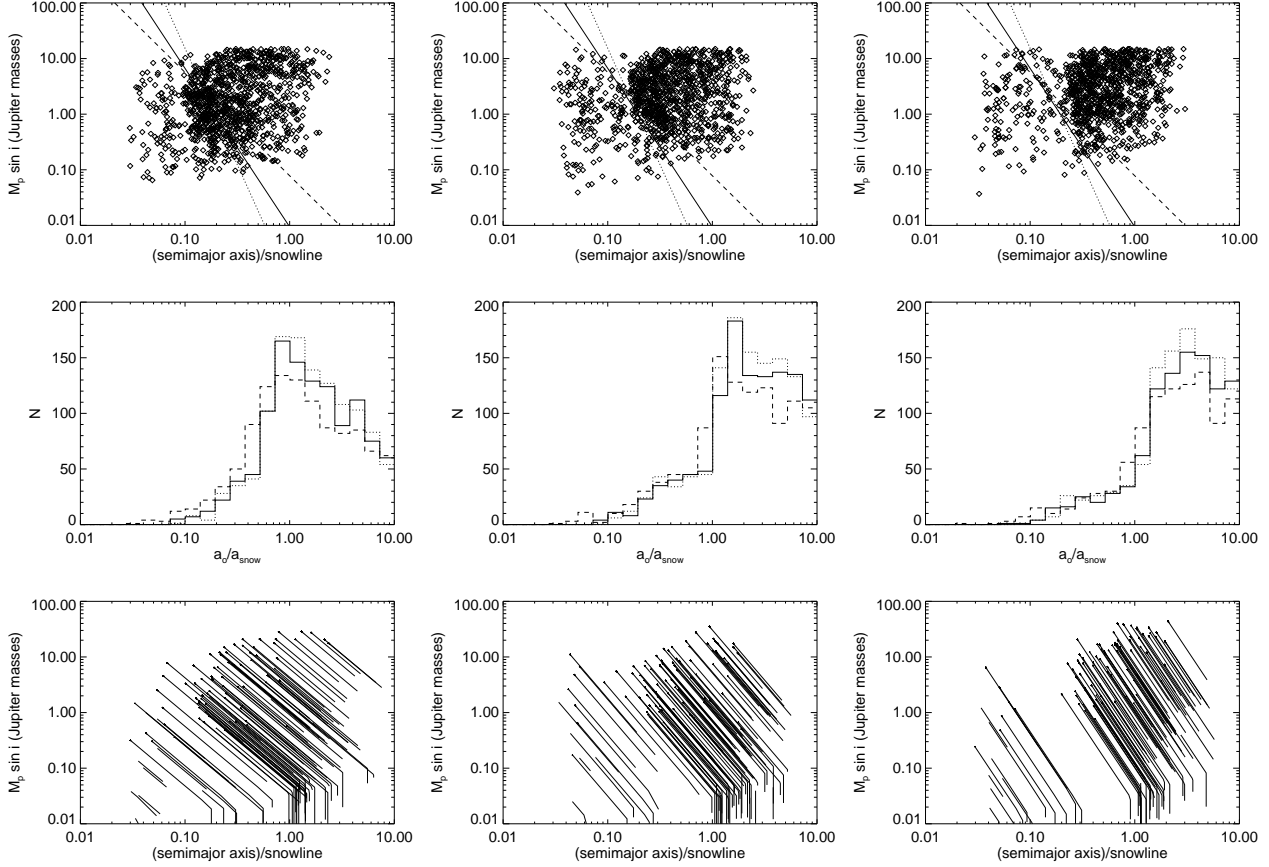 100.00 100.00 100.00
10.00 10.00 10.00
1.00 1.00 1.00
0.10 0.10 0.10
0.01 0.01 0.01
M_p sin i (Jupiter masses) M_p sin i (Jupiter masses) M_p sin i (Jupiter masses)
0.01 0.10 1.00 10.00 0.01 0.10 1.00 10.00 0.01 0.10 1.00 10.00
(semimajor axis)/snowline (semimajor axis)/snowline (semimajor axis)/snowline
200 200 200
150 150 150
100 100 100
50 50 50
0 0 0
N N N
0.01 0.10 1.00 10.00 0.01 0.10 1.00 10.00 0.01 0.10 1.00 10.00
a_o/a_snow a_o/a_snow a_o/a_snow
100.00 100.00 100.00
10.00 10.00 10.00
1.00 1.00 1.00
0.10 0.10 0.10
0.01 0.01 0.01
M_p sin i (Jupiter masses) M_p sin i (Jupiter masses) M_p sin i (Jupiter masses)
0.01 0.10 1.00 10.00 0.01 0.10 1.00 10.00 0.01 0.10 1.00 10.00
(semimajor axis)/snowline (semimajor axis)/snowline (semimajor axis)/snowline